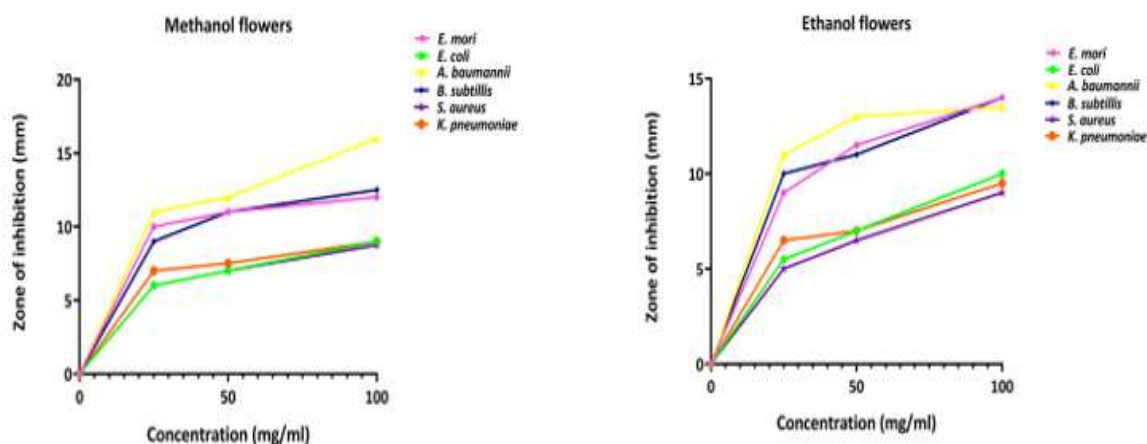 Methanol flowers
E. mori
E. coli
A. baumannii
B. subtillis
S. aureus
K. pneumoniae
20
15
10
5
0
0 50 100
Zone of inhibition (mm)
Concentration (mg/ml)
Ethanol flowers
E. mori
E. coli
A. baumannii
B. subtillis
S. aureus
K. pneumoniae
15
10
5
0
0 50 100
Zone of inhibition (mm)
Concentration (mg/ml)